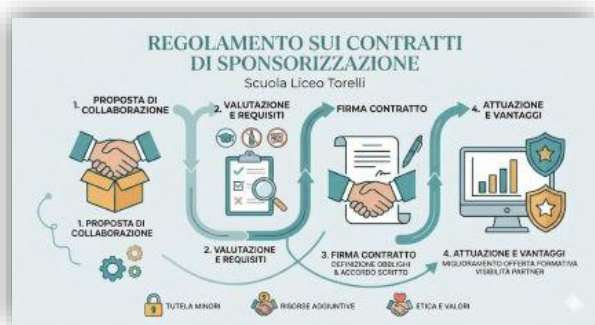 REGOLAMENTO SUI CONTRATTI
DI SPONSORIZZAZIONE
Scuola Liceo Torelli
1. PROPOSTA DI
COLLABORAZIONE
2. VALUTAZIONE
E REQUISITI
FIRMA CONTRATTO
4. ATTUAZIONE
E VANTAGGI
1. PROPOSTA DI
COLLABORAZIONE
2. VALUTAZIONE
E REQUISITI
3. FIRMA CONTRATTO
DEFINIZIONE OBBLIGHI
& ACCORDO SCRITTO
4. ATTUAZIONE E VANTAGGI
MIGLIORAMENTO OFFERTA FORMATIVA
VISIBILITÀ PARTNER
TUTELA MINORI
RISORSE AGGIUNTIVE
ETICA E VALORI